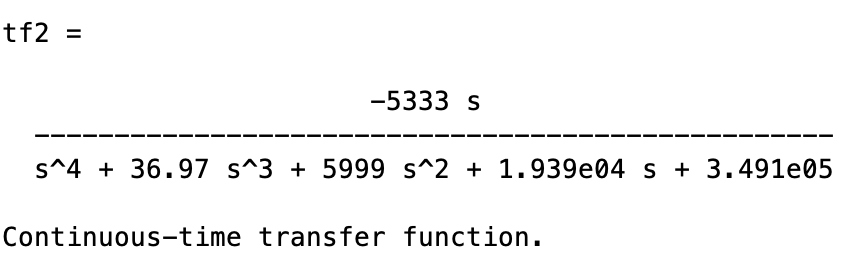 tf2 =
-5333 s
--------------------------------------------------
s^4 + 36.97 s^3 + 5999 s^2 + 1.939e04 s + 3.491e05
Continuous-time transfer function.